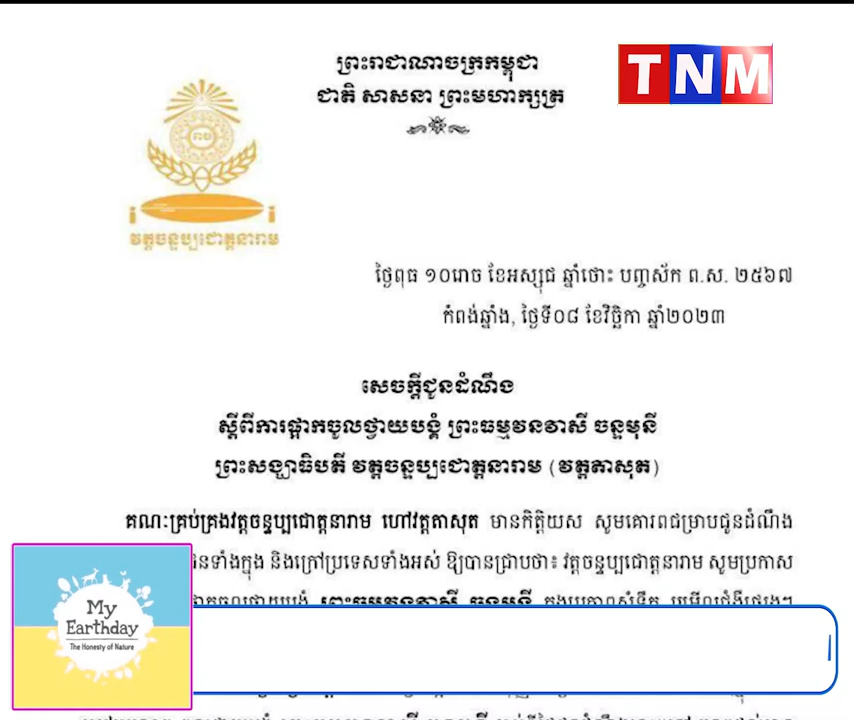 ព្រះរាជាណាចក្រកម្ពុជា
ជាតិ សាសនា ព្រះមហាក្សត្រ
TNM
វត្តចន្ទប្បជោត្តនារាម
ថ្ងៃពុធ ១០រោច ខែអស្សុជ ឆ្នាំថោះ បញ្ចស័ក ព.ស. ២៥៦៧
កំពង់ឆ្នាំង, ថ្ងៃទី០៨ ខែវិច្ឆិកា ឆ្នាំ២០២៣
សេចក្តីជូនដំណឹង
ស្តីពីការផ្អាកចូលថ្វាយបង្គំ ព្រះធម្មវនវាសី ចន្ទមុនី
ព្រះសង្ឃាធិបតី វត្តចន្ទប្បជោត្តនារាម (វត្តតាសុត)
គណៈគ្រប់គ្រងវត្តចន្ទប្បជោត្តនារាម ហៅវត្តតាសុត មានកិត្តិយស សូមគោរពជម្រាបជូនដំណឹង
ទាំងក្នុង និងក្រៅប្រទេសទាំងអស់ ឱ្យបានជ្រាបថា៖ វត្តចន្ទប្បជោត្តនារាម សូមប្រកាស
My
Earthday
The Honesty of Nature